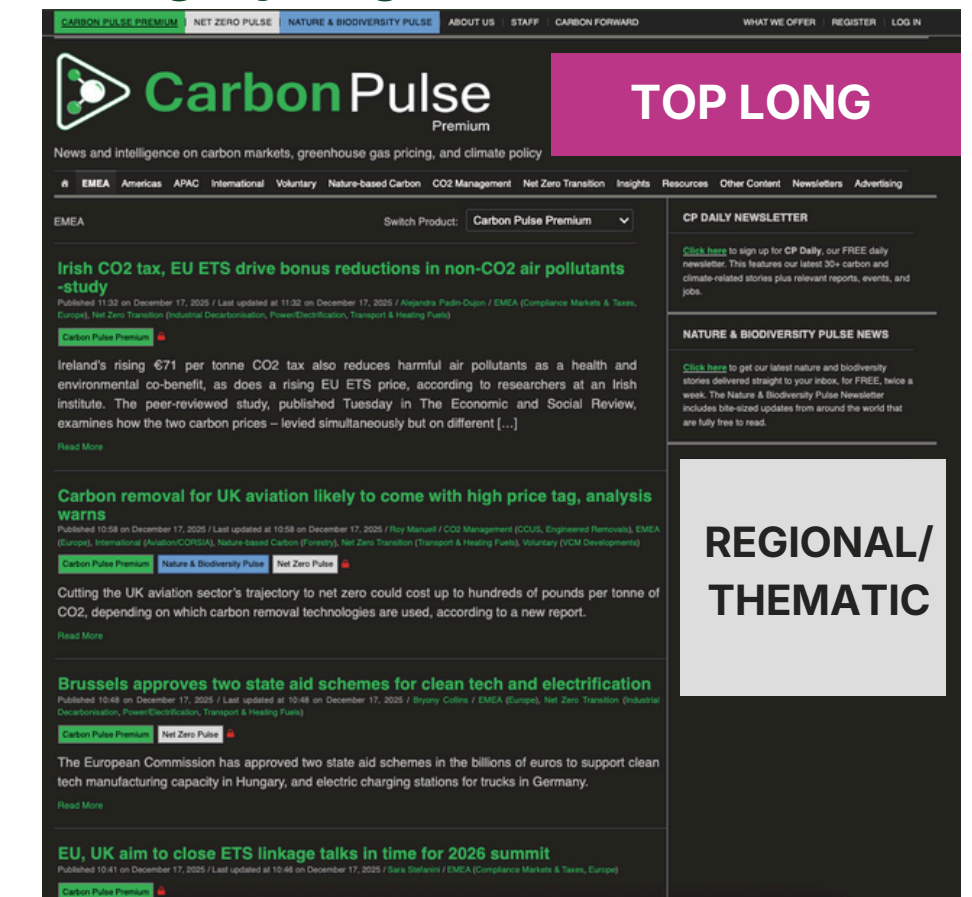 CARBON PULSE PREMIUM NET ZERO PULSE NATURE & BIODIVERSITY PULSE ABOUT US STAFF CARBON FORWARD WHAT WE OFFER REGISTER LOG IN
CarbonPulse
Premium
TOP LONG
News and intelligence on carbon markets, greenhouse gas pricing, and climate policy
EMEA Americas APAC International Voluntary Nature-based Carbon CO2 Management Net Zero Transition Insights Resources Other Content Newsletters Advertising
EMEA Switch Product: Carbon Pulse Premium
Irish CO2 tax, EU ETS drive bonus reductions in non-CO2 air pollutants
-study
Published 11:32 on December 17, 2025 / Last updated at 11:32 on December 17, 2025 / Alejandra Padin-Dujon / EMEA (Compliance Markets & Taxes,
Europe), Net Zero Transition (Industrial Decarbonisation, Power/Electrification, Transport & Heating Fuels)
Carbon Pulse Premium
Ireland's rising €71 per tonne CO2 tax also reduces harmful air pollutants as a health and
environmental co-benefit, as does a rising EU ETS price, according to researchers at an Irish
institute. The peer-reviewed study, published Tuesday in The Economic and Social Review,
examines how the two carbon prices – levied simultaneously but on different […]
Read More
Carbon removal for UK aviation likely to come with high price tag, analysis
warns
Published 10:58 on December 17, 2025 / Last updated at 10:58 on December 17, 2025 / Roy Manuell / CO2 Management (CCUS, Engineered Removals), EMEA
(Europe), International (Aviation/CORSIA), Nature-based Carbon (Forestry), Net Zero Transition (Transport & Heating Fuels), Voluntary (VCM Developments)
Carbon Pulse Premium Nature & Biodiversity Pulse Net Zero Pulse
Cutting the UK aviation sector's trajectory to net zero could cost up to hundreds of pounds per tonne of
CO2, depending on which carbon removal technologies are used, according to a new report.
Read More
Brussels approves two state aid schemes for clean tech and electrification
Published 10:48 on December 17, 2025 / Last updated at 10:48 on December 17, 2025 / Bryony Collins / EMEA (Europe), Net Zero Transition (Industrial
Decarbonisation, Power/Electrification, Transport & Heating Fuels)
Carbon Pulse Premium Net Zero Pulse
The European Commission has approved two state aid schemes in the billions of euros to support clean
tech manufacturing capacity in Hungary, and electric charging stations for trucks in Germany.
Read More
EU, UK aim to close ETS linkage talks in time for 2026 summit
Published 10:41 on December 17, 2025 / Last updated at 10:46 on December 17, 2025 / Sara Stefanini / EMEA (Compliance Markets & Taxes, Europe)
Carbon Pulse Premium
CP DAILY NEWSLETTER
Click here to sign up for CP Daily, our FREE daily
newsletter. This features our latest 30+ carbon and
climate-related stories plus relevant reports, events, and
jobs.
NATURE & BIODIVERSITY PULSE NEWS
Click here to get our latest nature and biodiversity
stories delivered straight to your inbox, for FREE, twice a
week. The Nature & Biodiversity Pulse Newsletter
includes bite-sized updates from around the world that
are fully free to read.
REGIONAL/
THEMATIC